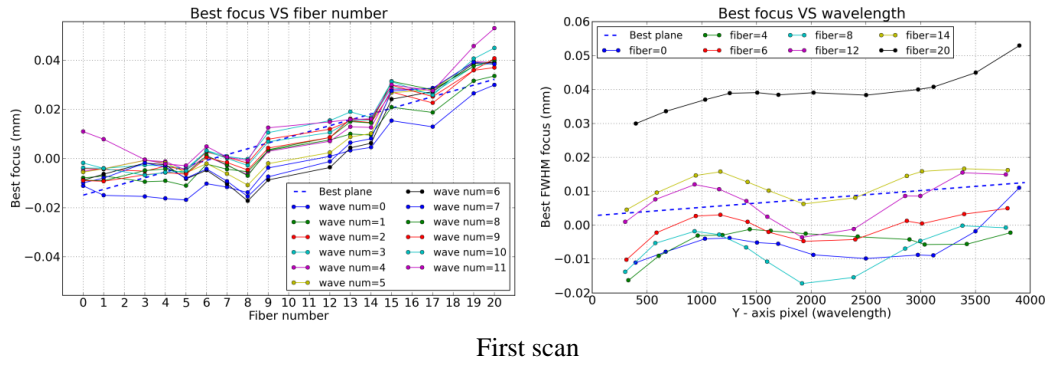 Best focus VS fiber number
Best focus (mm)
0.04
0.02
0.00
−0.02
−0.04
Best plane
wave num=0
wave num=1
wave num=2
wave num=3
wave num=4
wave num=5
wave num=6
wave num=7
wave num=8
wave num=9
wave num=10
wave num=11
0 1 2 3 4 5 6 7 8 9 10 11 12 13 14 15 16 17 18 19 20
Fiber number
Best focus VS wavelength
Best FWHM focus (mm)
0.06
0.05
0.04
0.03
0.02
0.01
0.00
−0.01
−0.02
Best plane
fiber=0
fiber=4
fiber=6
fiber=8
fiber=12
fiber=14
fiber=20
500 1000 1500 2000 2500 3000 3500 4000
Y - axis pixel (wavelength)
First scan